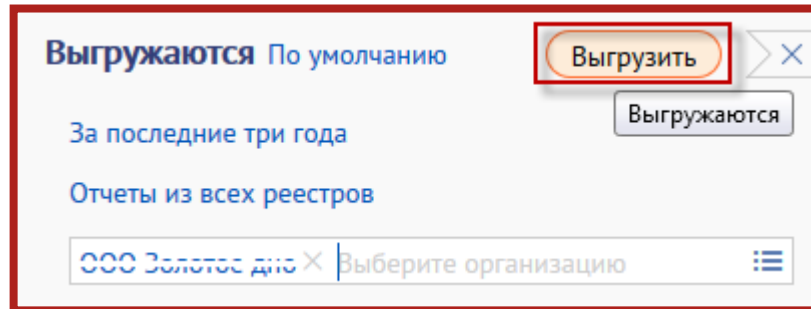 Выгружаются По умолчанию Выгрузить
Выгружаются
За последние три года
Отчеты из всех реестров
ООО Золотое дно Выберите организацию